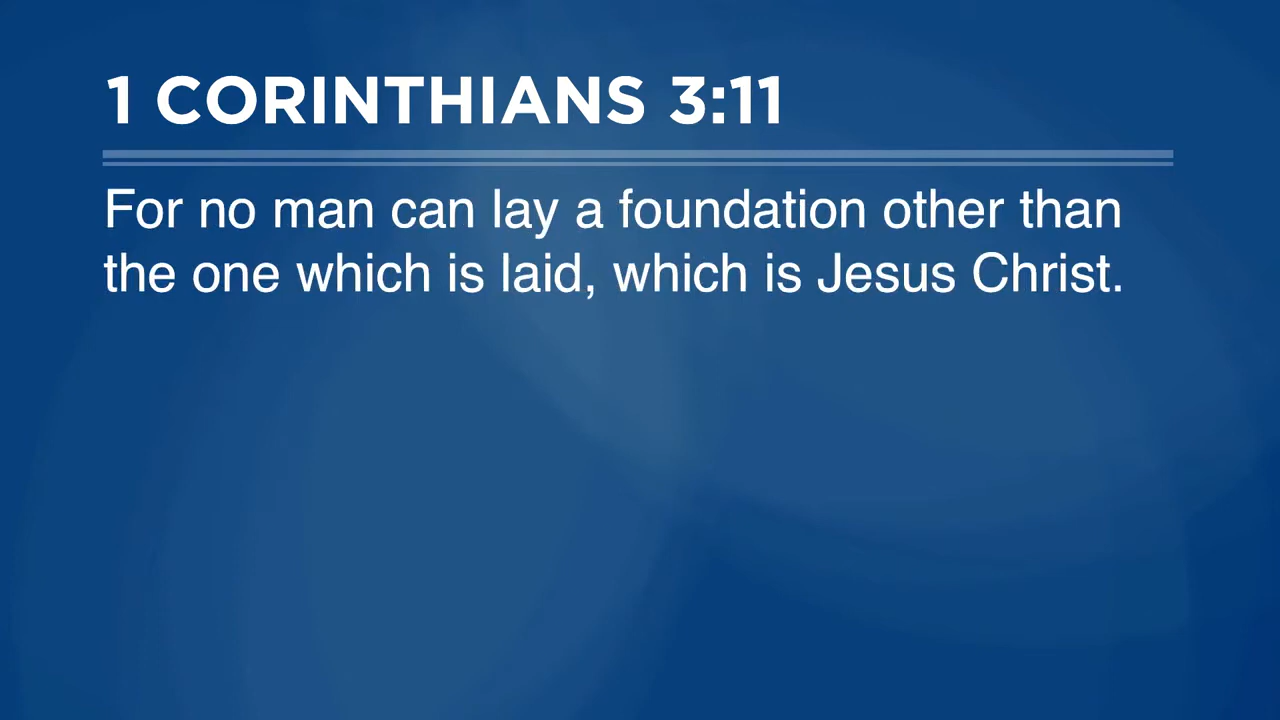 1 CORINTHIANS 3:11
For no man can lay a foundation other than
the one which is laid, which is Jesus Christ.